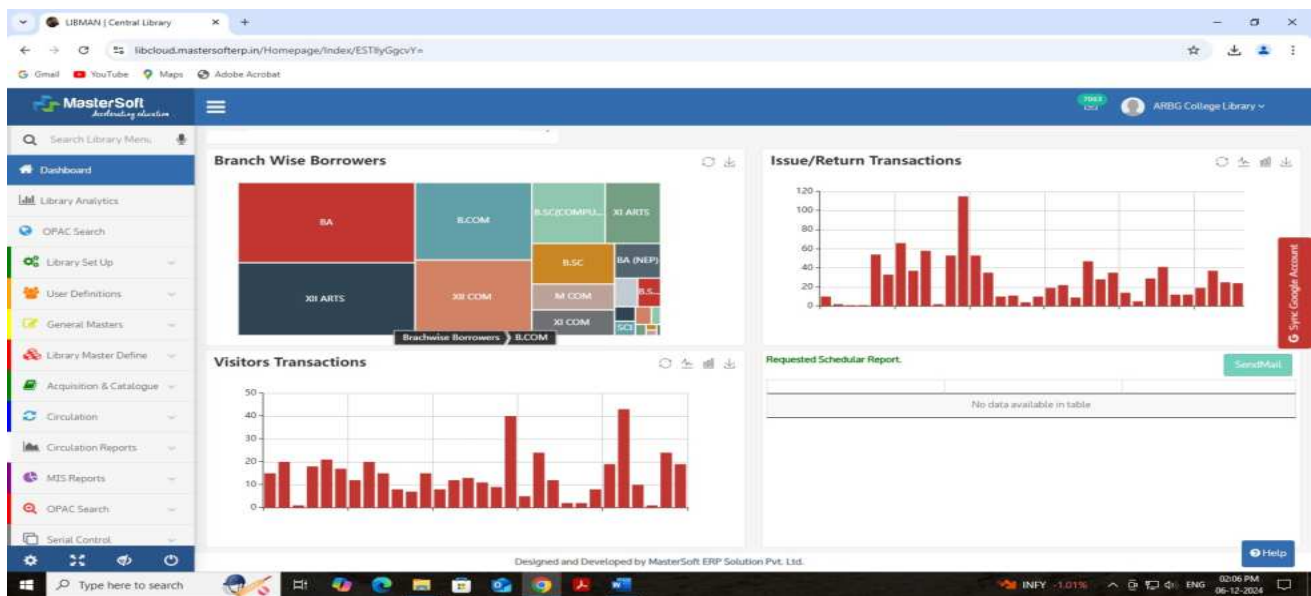 LIBMAN | Central Library
libcloud.mastersofterp.in/Homepage/Index/ESTIlyGgcvY=
Gmail YouTube Maps Adobe Acrobat
MasterSoft
Accelerating education
ARBG College Library
Search Library Menu
Dashboard
Library Analytics
OPAC Search
Library Set Up
User Definitions
General Masters
Library Master Define
Acquisition & Catalogue
Circulation
Circulation Reports
MIS Reports
OPAC Search
Serial Control
Branch Wise Borrowers
BA
B.COM
B.SC(COMPU...
XI ARTS
XII ARTS
XII COM
B.SC
BA (NEP)
M COM
B.S...
XI COM
SCI
Brachwise Borrowers B.COM
Issue/Return Transactions
120
100
80
60
40
20
0
Sync Google Account
Visitors Transactions
50
40
30
20
10
0
Requested Schedular Report.
SendMail
No data available in table
Help
Designed and Developed by MasterSoft ERP Solution Pvt. Ltd.
Type here to search
INFY -1.01%
ENG
02:06 PM
06-12-2024